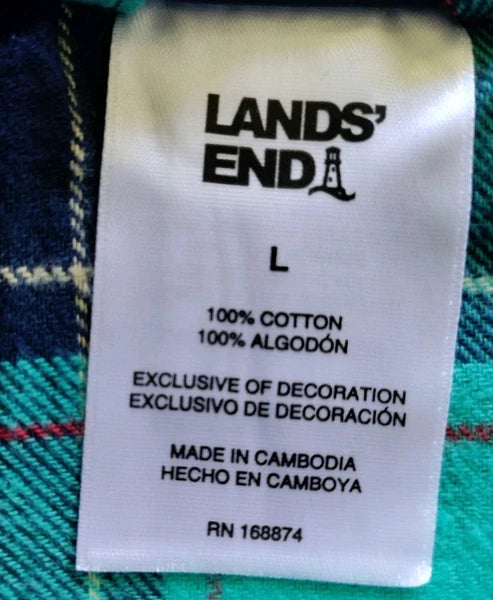 LANDS'
END
L
100% COTTON
100% ALGODÓN
EXCLUSIVE OF DECORATION
EXCLUSIVO DE DECORACIÓN
MADE IN CAMBODIA
HECHO EN CAMBOYA
RN 168874